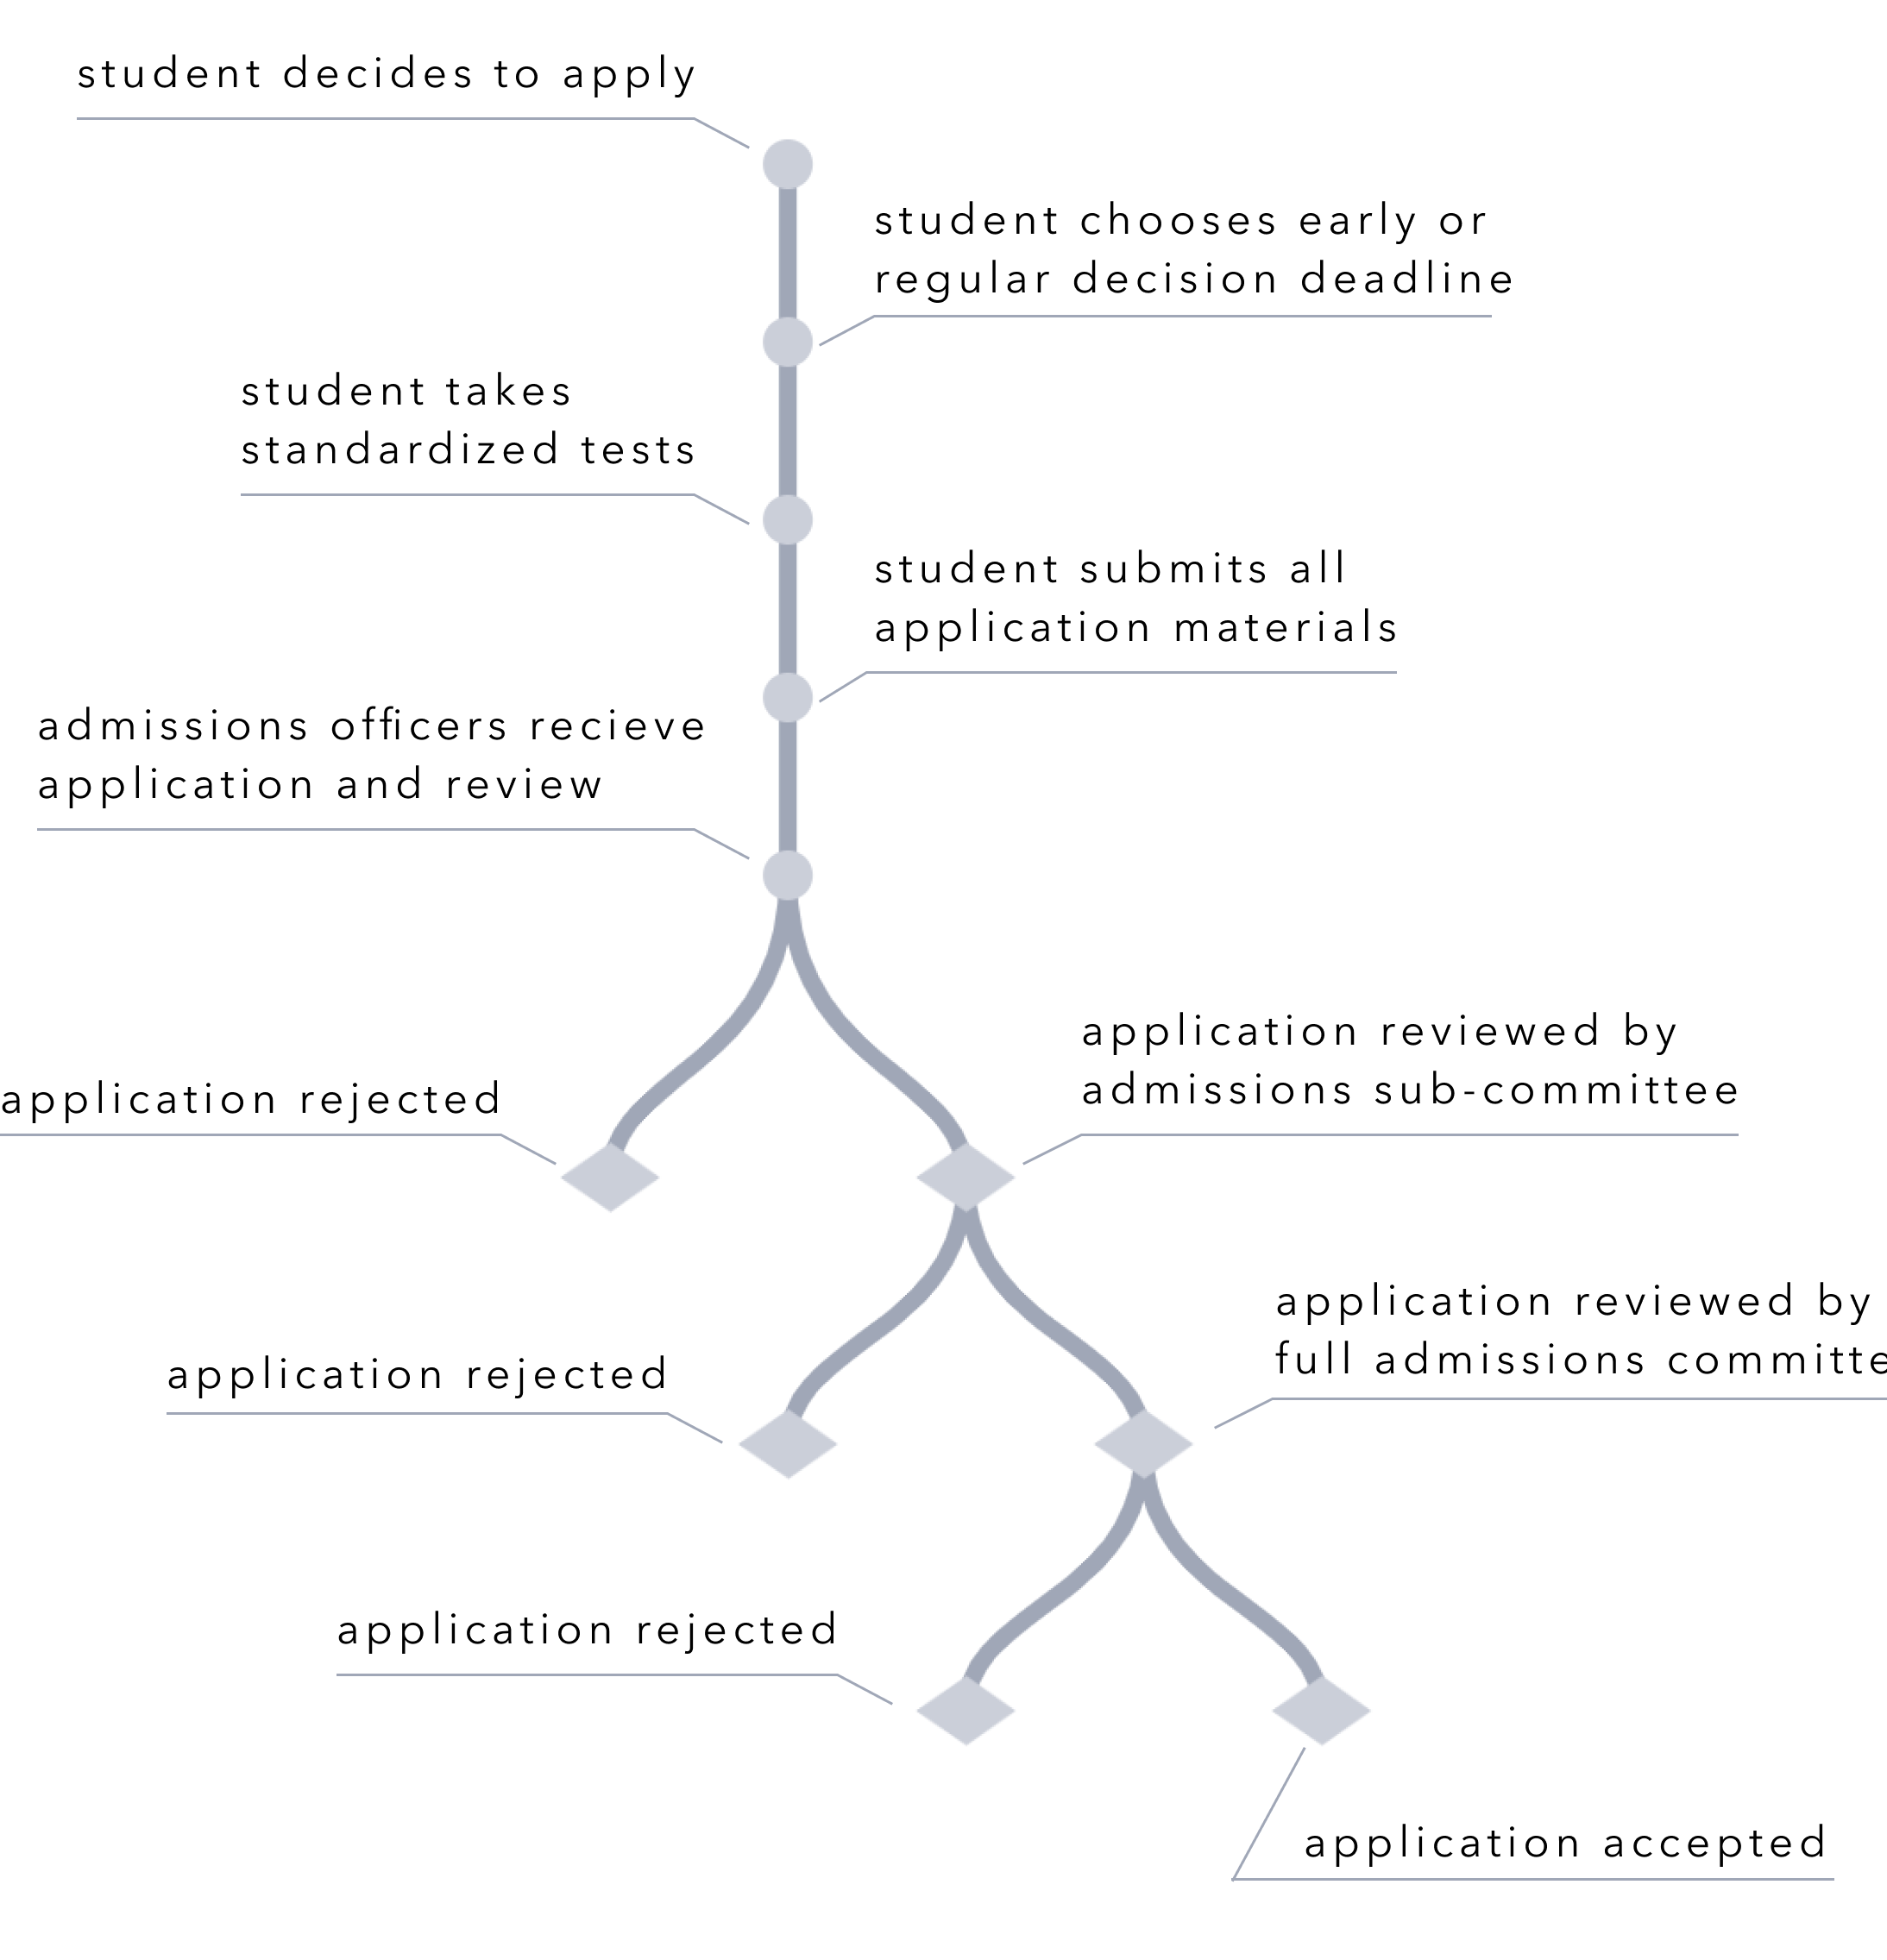 student decides to apply
student chooses early or
regular decision deadline
student takes
standardized tests
student submits all
application materials
admissions officers recieve
application and review
application reviewed by
admissions sub-committee
application rejected
application reviewed by
full admissions committe
application rejected
application rejected
application accepted